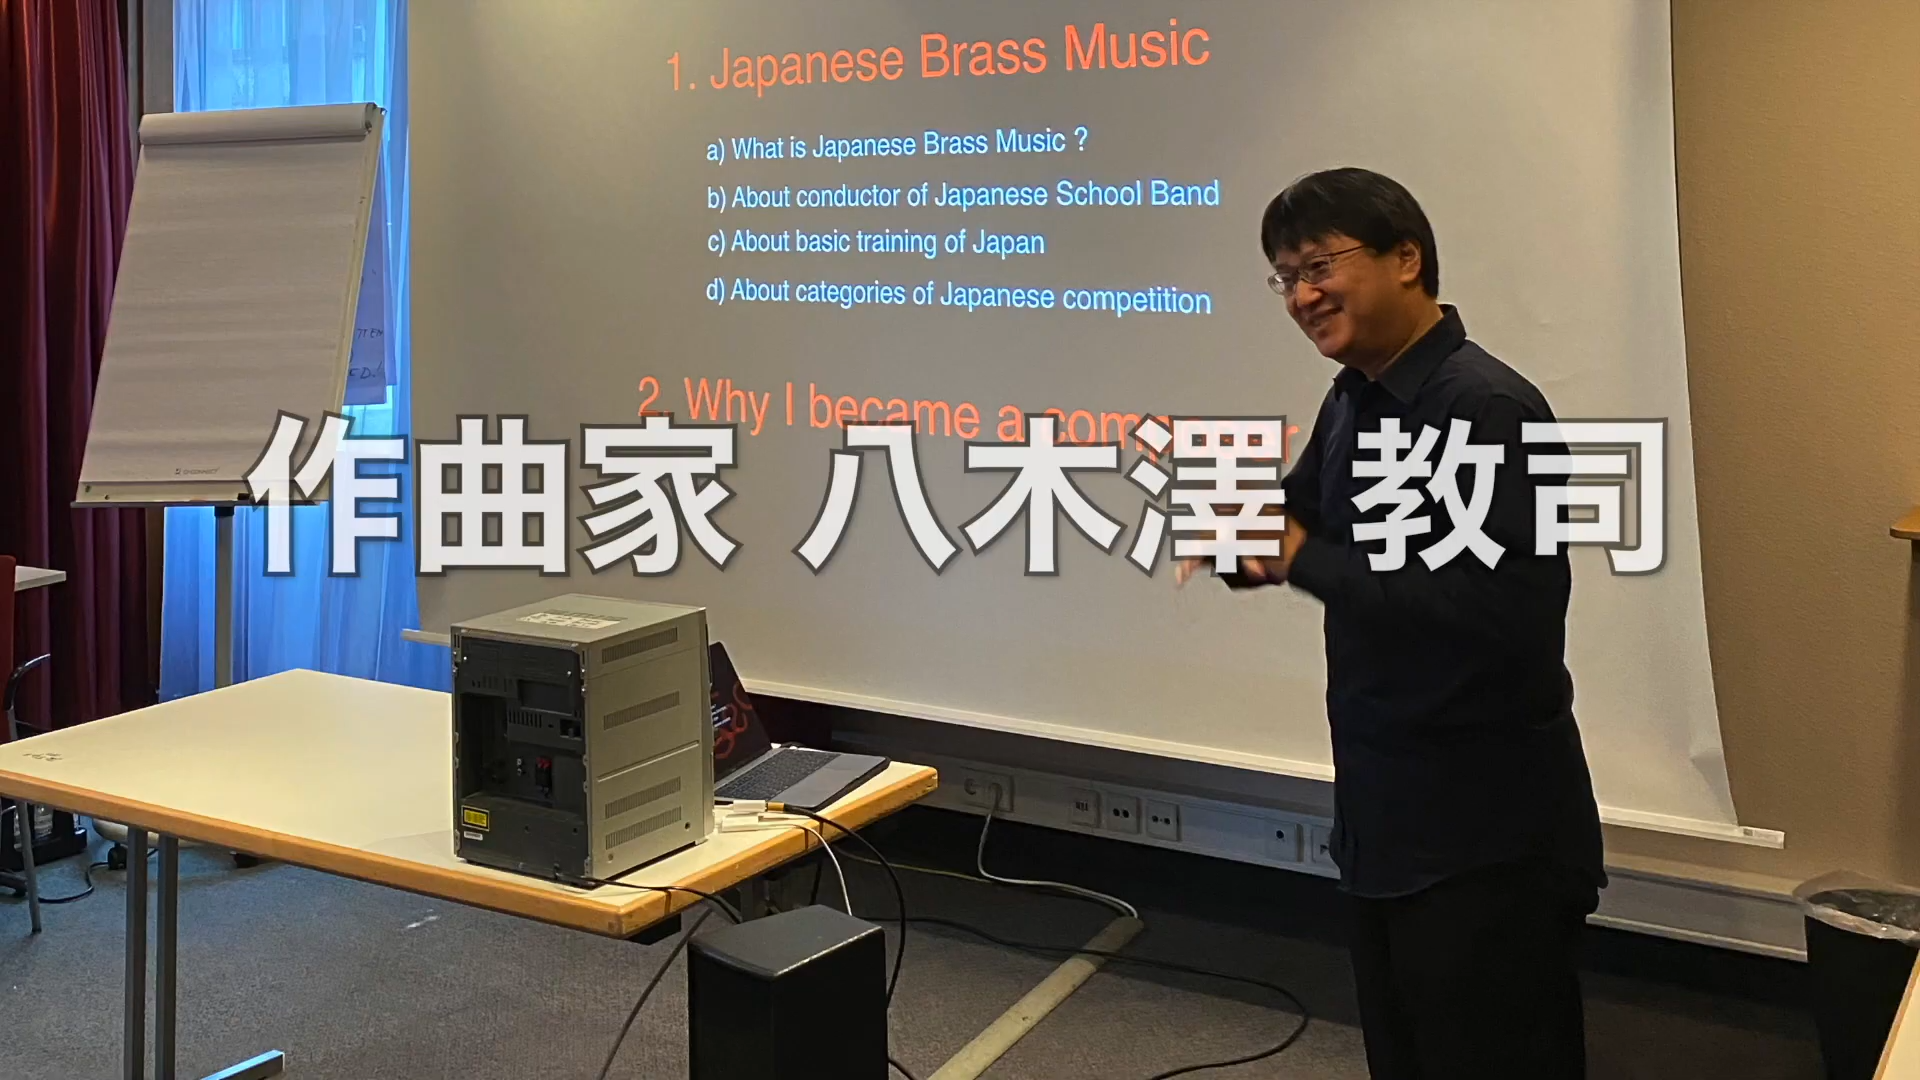 1. Japanese Brass Music
a) What is Japanese Brass Music ?
b) About conductor of Japanese School Band
c) About basic training of Japan
d) About categories of Japanese competition
2. Why I became a composer
作曲家 八木澤 教司